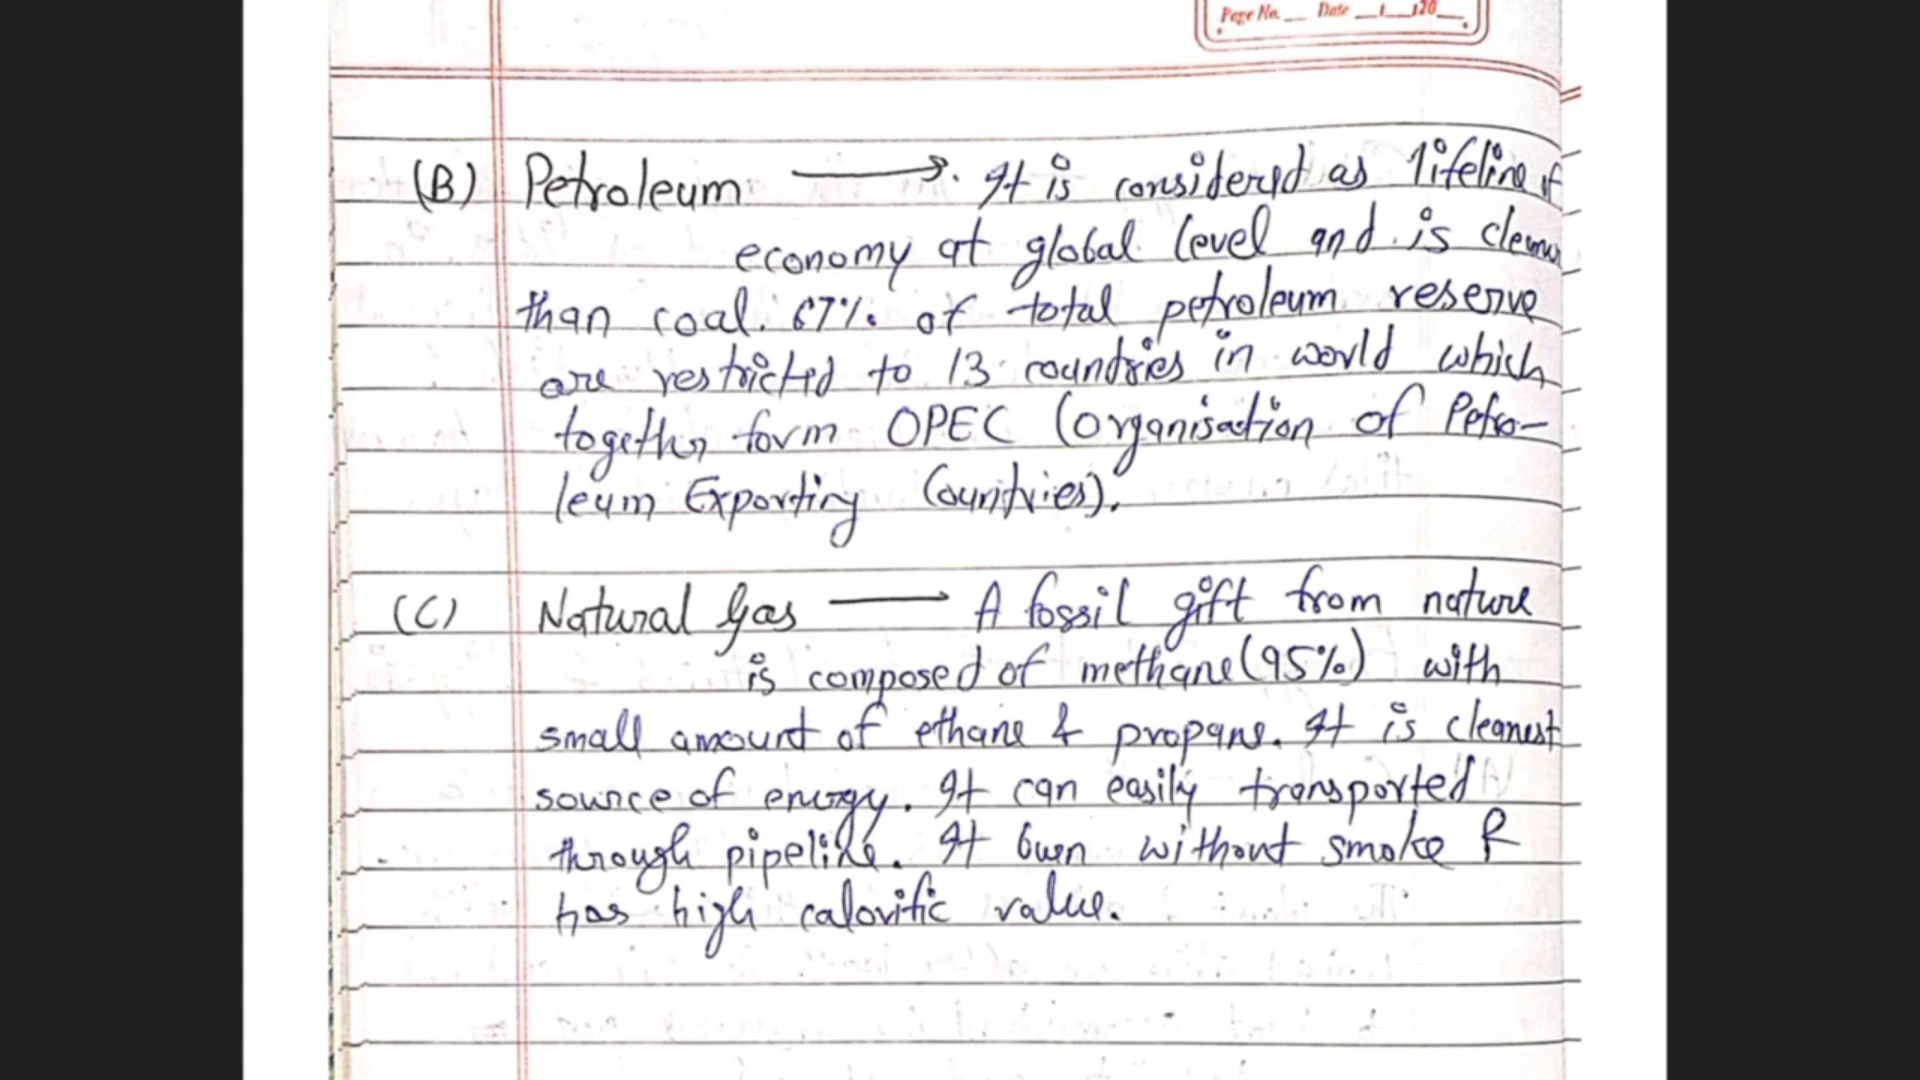 Page No. __ Date __/__/20__
(B) Petroleum ⟶. It is considered as lifeline of
economy at global level and is cleaner
than coal. 67% of total petroleum reserve
are restricted to 13 countries in world which
together form OPEC (Organisation of Petro-
leum Exporting Countries).
(C) Natural Gas ⟶ A fossil gift from nature
is composed of methane (95%) with
small amount of ethane & propane. It is cleanest
source of energy. It can easily transported
through pipeline. It burn without smoke &
has high calorific value.